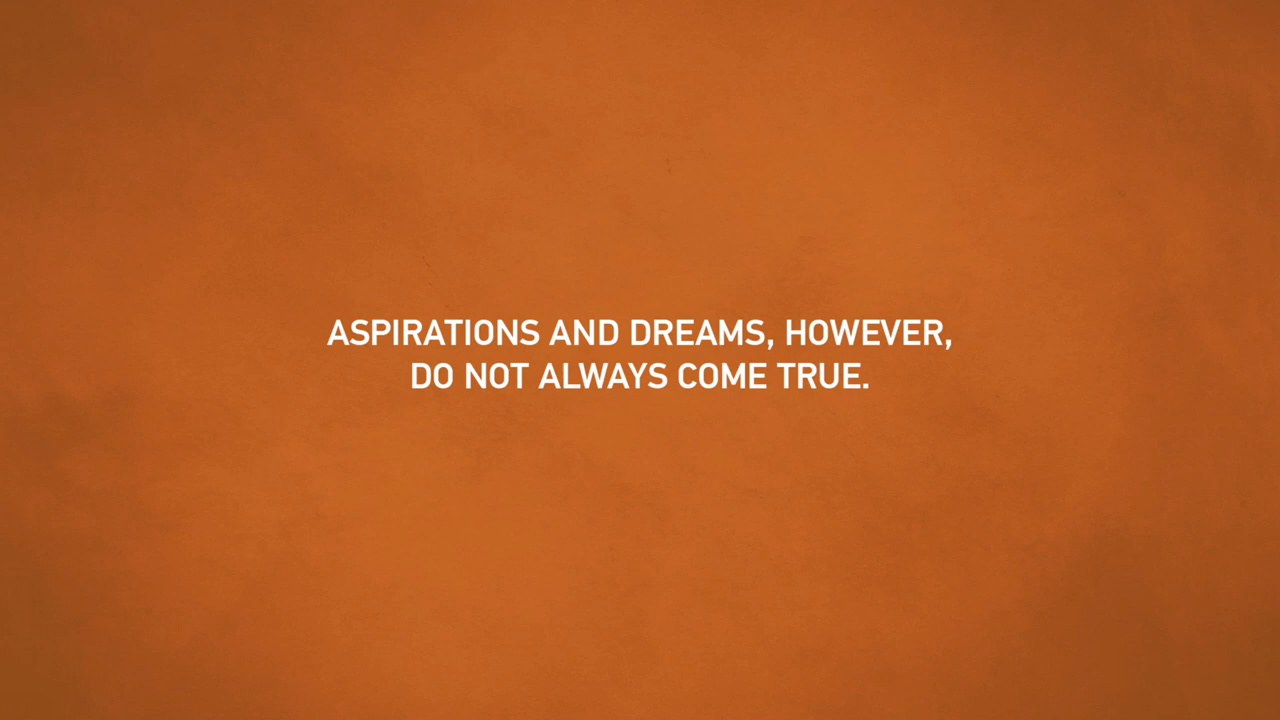 ASPIRATIONS AND DREAMS, HOWEVER,
DO NOT ALWAYS COME TRUE.